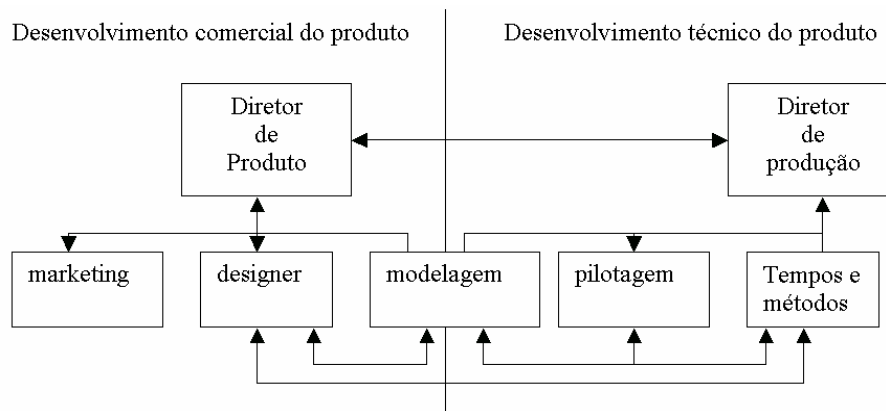 Desenvolvimento comercial do produto
Desenvolvimento técnico do produto
Diretor
de
Produto
Diretor
de
produção
marketing
designer
modelagem
pilotagem
Tempos e
métodos